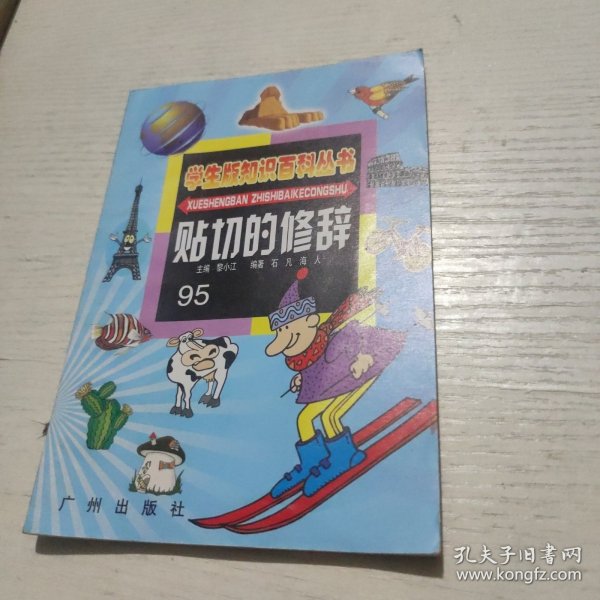 学生版知识百科丛书
XUESHENGBAN ZHISHIBAIKECONGSHU
贴切的修辞
主编 黎小江 编著 石凡 海人
95
广州出版社
孔夫子旧书网
www.kongfz.com